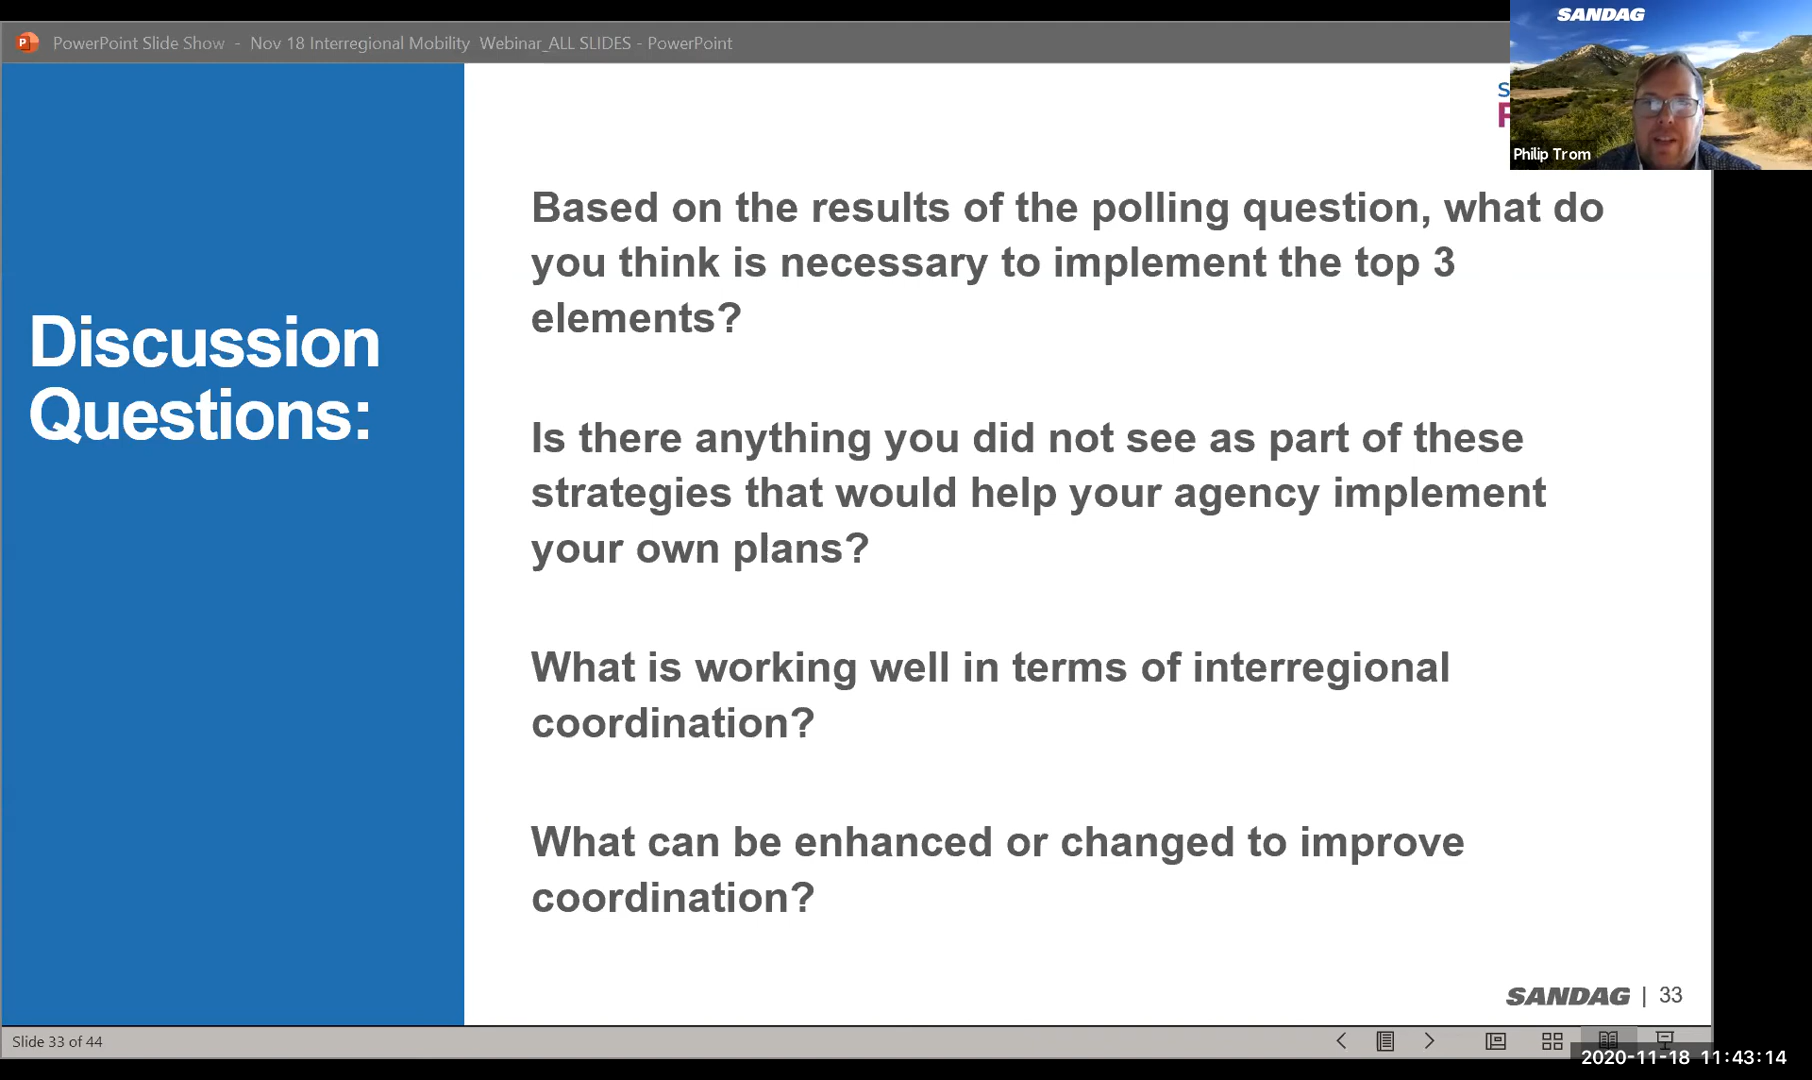 PowerPoint Slide Show - Nov 18 Interregional Mobility Webinar_ALL SLIDES - PowerPoint
SANDAG
Philip Trom
Discussion
Questions:
Based on the results of the polling question, what do
you think is necessary to implement the top 3
elements?
Is there anything you did not see as part of these
strategies that would help your agency implement
your own plans?
What is working well in terms of interregional
coordination?
What can be enhanced or changed to improve
coordination?
SANDAG | 33
Slide 33 of 44
2020-11-18 11:43:14